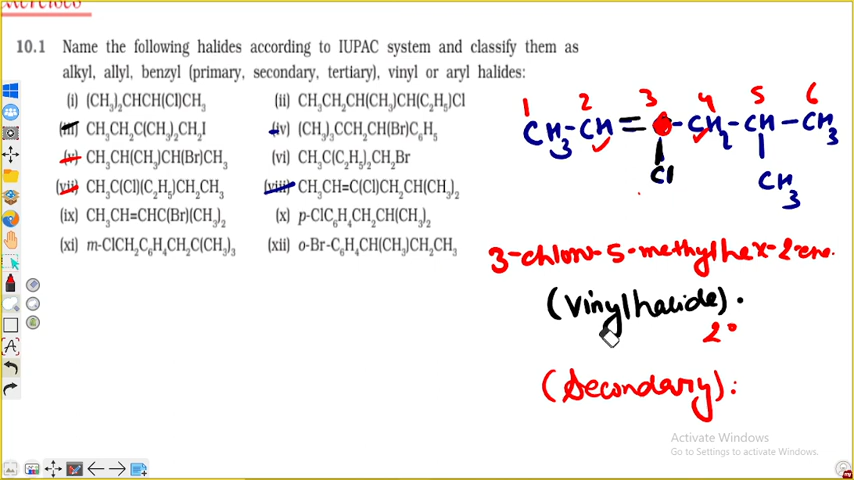 Exercises
10.1 Name the following halides according to IUPAC system and classify them as
alkyl, allyl, benzyl (primary, secondary, tertiary), vinyl or aryl halides:
(i) (CH₃)₂CHCH(Cl)CH₃ (ii) CH₃CH₂CH(CH₃)CH(C₂H₅)Cl
(iii) CH₃CH₂C(CH₃)₂CH₂I (iv) (CH₃)₃CCH₂CH(Br)C₆H₅
(v) CH₃CH(CH₃)CH(Br)CH₃ (vi) CH₃C(C₂H₅)₂CH₂Br
(vii) CH₃C(Cl)(C₂H₅)CH₂CH₃ (viii) CH₃CH=C(Cl)CH₂CH(CH₃)₂
(ix) CH₃CH=CHC(Br)(CH₃)₂ (x) p-ClC₆H₄CH₂CH(CH₃)₂
(xi) m-ClCH₂C₆H₄CH₂C(CH₃)₃ (xii) o-Br-C₆H₄CH(CH₃)CH₂CH₃
1 2 3 4 5 6
CH₃-CH=-CH₂-CH-CH₃
Cl CH₃
3-chloro-5-methylhex-2-ene.
(Vinylhalide).
2°
(Secondary):
Activate Windows
Go to Settings to activate Windows.